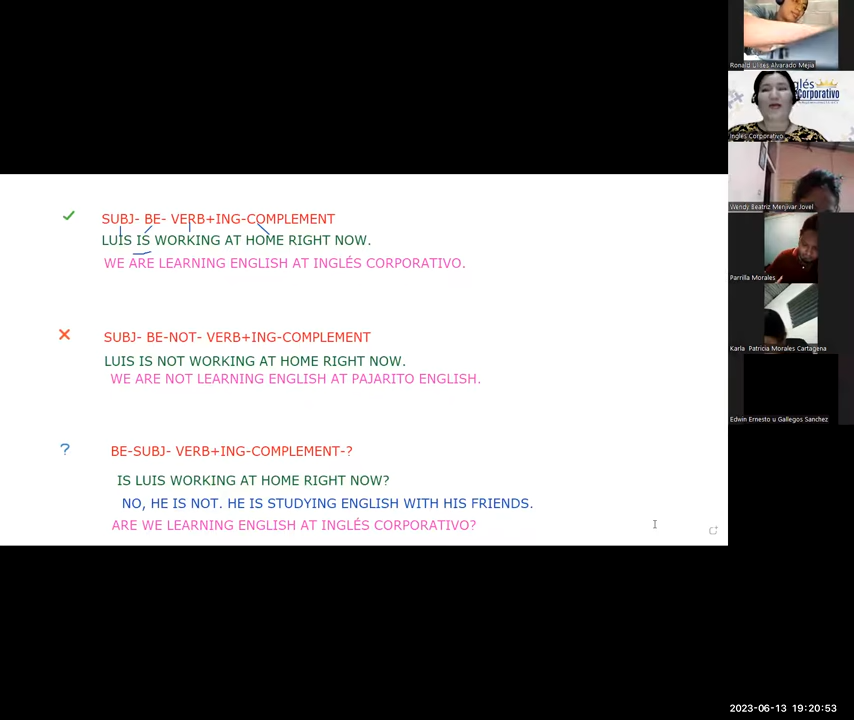 SUBJ- BE- VERB+ING-COMPLEMENT
LUIS IS WORKING AT HOME RIGHT NOW.
WE ARE LEARNING ENGLISH AT INGLÉS CORPORATIVO.
SUBJ- BE-NOT- VERB+ING-COMPLEMENT
LUIS IS NOT WORKING AT HOME RIGHT NOW.
WE ARE NOT LEARNING ENGLISH AT PAJARITO ENGLISH.
?
BE-SUBJ- VERB+ING-COMPLEMENT-?
IS LUIS WORKING AT HOME RIGHT NOW?
NO, HE IS NOT. HE IS STUDYING ENGLISH WITH HIS FRIENDS.
ARE WE LEARNING ENGLISH AT INGLÉS CORPORATIVO?
Ronald Ulises Alvarado Mejia
glés
Corporativo
Inglés Corporativo
Wendy Beatriz Menjivar Jovel
Parrilla Morales
Karla Patricia Morales Cartagena
Edwin Ernesto u Gallegos Sanchez
2023-06-13 19:20:53